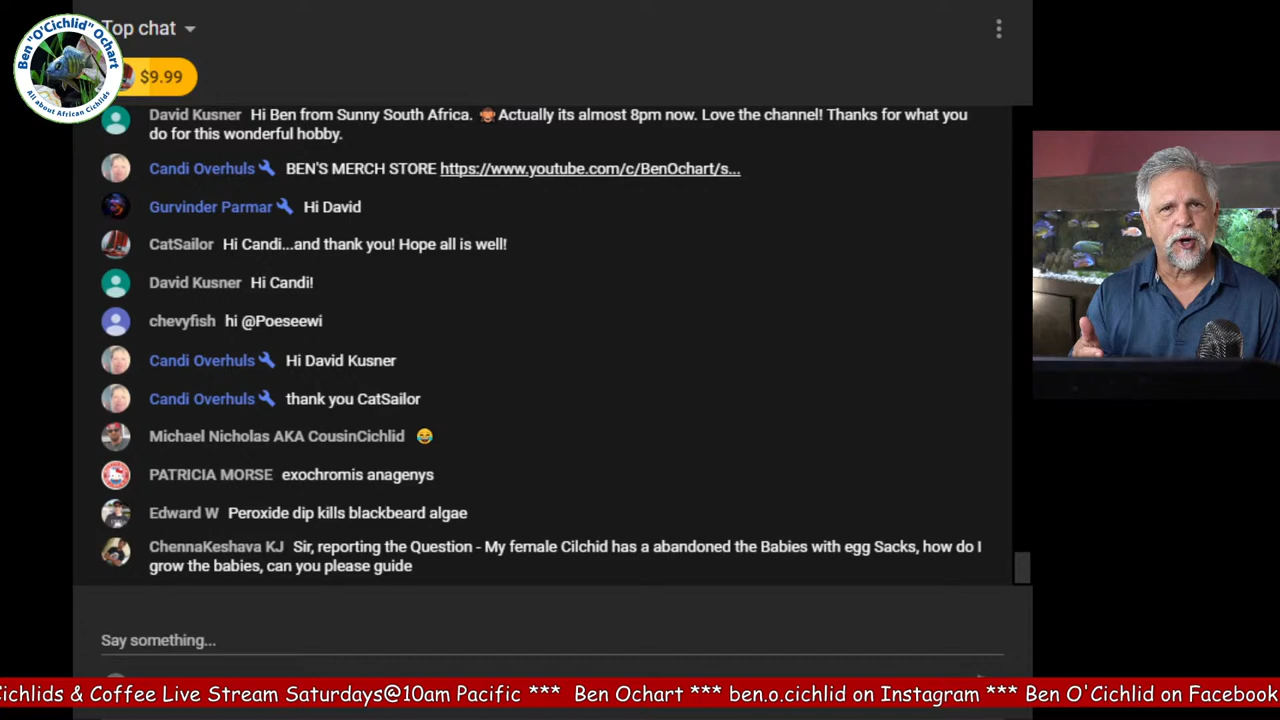 Top chat
Ben "O'Cichlid" Ochart
All about African Cichlids
$9.99
David Kusner Hi Ben from Sunny South Africa. 🙊Actually its almost 8pm now. Love the channel! Thanks for what you
do for this wonderful hobby.
Candi Overhuls BEN'S MERCH STORE https://www.youtube.com/c/BenOchart/s...
Gurvinder Parmar Hi David
CatSailor Hi Candi...and thank you! Hope all is well!
David Kusner Hi Candi!
chevyfish hi @Poeseewi
Candi Overhuls Hi David Kusner
Candi Overhuls thank you CatSailor
Michael Nicholas AKA CousinCichlid 😂
PATRICIA MORSE exochromis anagenys
Edward W Peroxide dip kills blackbeard algae
ChennaKeshava KJ Sir, reporting the Question - My female Cilchid has a abandoned the Babies with egg Sacks, how do I
grow the babies, can you please guide
Say something...
Cichlids & Coffee Live Stream Saturdays@10am Pacific *** Ben Ochart *** ben.o.cichlid on Instagram *** Ben O'Cichlid on Facebook